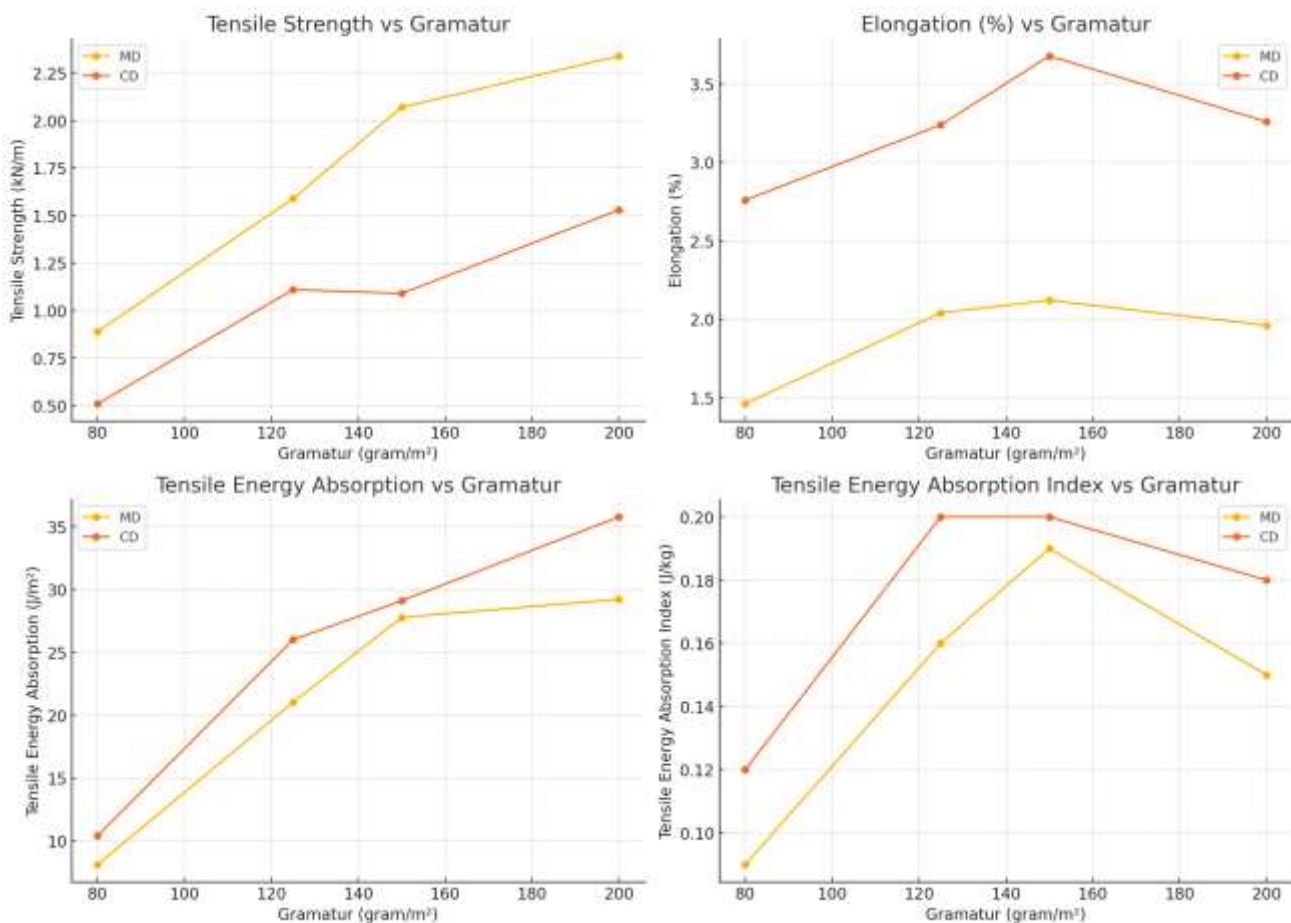 Tensile Strength vs Gramatur
MD
CD
Tensile Strength (kN/m)
2.25
2.00
1.75
1.50
1.25
1.00
0.75
0.50
80 100 120 140 160 180 200
Gramatur (gram/m²)
Elongation (%) vs Gramatur
MD
CD
Elongation (%)
3.5
3.0
2.5
2.0
1.5
80 100 120 140 160 180 200
Gramatur (gram/m²)
Tensile Energy Absorption vs Gramatur
MD
CD
Tensile Energy Absorption (J/m²)
35
30
25
20
15
10
80 100 120 140 160 180 200
Gramatur (gram/m²)
Tensile Energy Absorption Index vs Gramatur
MD
CD
Tensile Energy Absorption Index (J/kg)
0.20
0.18
0.16
0.14
0.12
0.10
80 100 120 140 160 180 200
Gramatur (gram/m²)